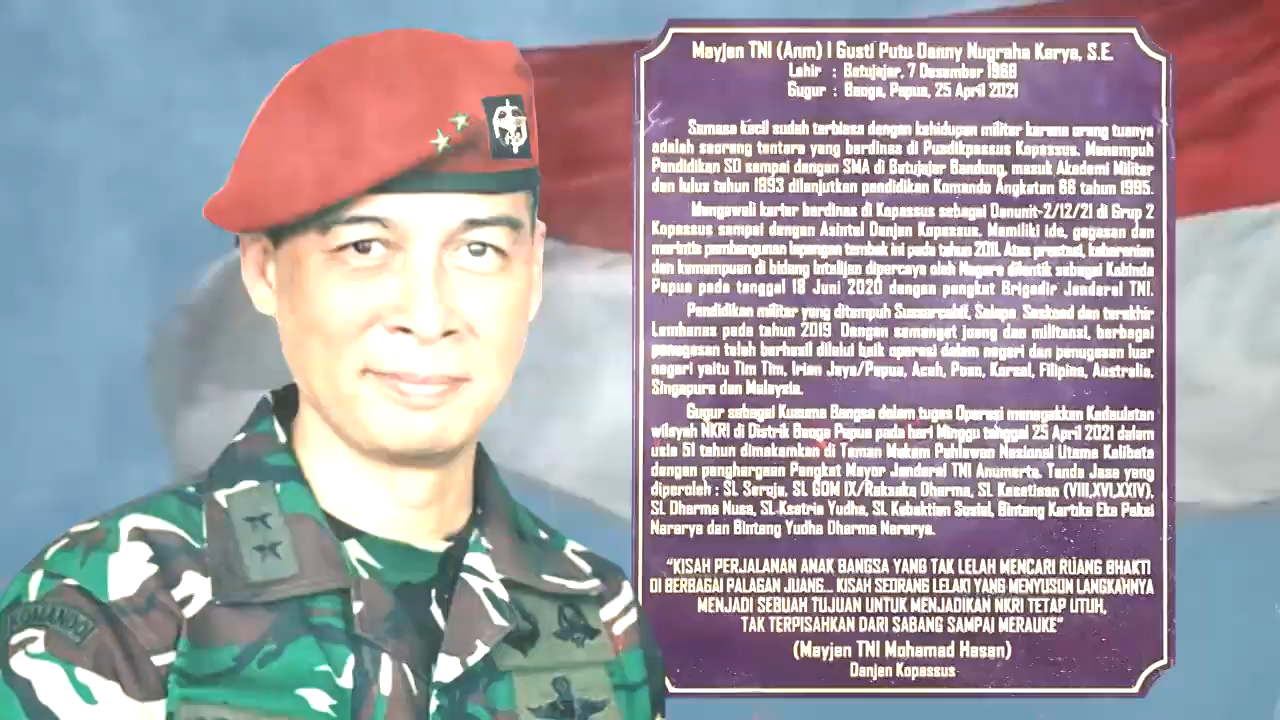 Mayjen TNI (Anm) I Gusti Putu Danny Nugraha Karya, S.E.
Lahir : Batujajar, 7 Desember 1969
Gugur : Beoga, Papua, 25 April 2021
Semasa kecil sudah terbiasa dengan kehidupan militer karena orang tuanya
adalah seorang tentara yang berdinas di Pusdikpassus Kopassus. Menempuh
Pendidikan SD sampai dengan SMA di Batujajar Bandung, masuk Akademi Militer
dan lulus tahun 1993 dilanjutkan pendidikan Komando Angkatan 66 tahun 1995.
Mengawali karier berdinas di Kopassus sebagai Danunit-2/12/21 di Grup 2
Kopassus sampai dengan Asintel Danjen Kopassus. Memiliki ide, gagasan dan
merintis pembangunan lapangan tembak ini pada tahun 2011. Atas prestasi, keberanian
dan kemampuan di bidang Intelijen dipercaya oleh Negara dilantik sebagai Kabinda
Papua pada tanggal 18 Juni 2020 dengan pangkat Brigadir Jenderal TNI.
Pendidikan militer yang ditempuh Sussarcabif, Selapa, Seskoad dan terakhir
Lemhanas pada tahun 2019. Dengan semangat juang dan militansi, berbagai
penugasan telah berhasil dilalui baik operasi dalam negeri dan penugasan luar
negeri yaitu Tim Tim, Irian Jaya/Papua, Aceh, Poso, Korsel, Filipina, Australia,
Singapura dan Malaysia.
Gugur sebagai Kusuma Bangsa dalam tugas Operasi menegakkan Kedaulatan
wilayah NKRI di Distrik Beoga Papua pada hari Minggu tanggal 25 April 2021 dalam
usia 51 tahun dimakamkan di Taman Makam Pahlawan Nasional Utama Kalibata
dengan penghargaan Pangkat Mayor Jenderal TNI Anumerta. Tanda Jasa yang
diperoleh : SL Seroja, SL GOM IX/Raksaka Dharma, SL Kesetiaan (VIII,XVI,XXIV),
SL Dharma Nusa, SL Ksatria Yudha, SL Kebaktian Sosial, Bintang Kartika Eka Paksi
Nararya dan Bintang Yudha Dharma Nararya.
"KISAH PERJALANAN ANAK BANGSA YANG TAK LELAH MENCARI RUANG BHAKTI
DI BERBAGAI PALAGAN JUANG... KISAH SEORANG LELAKI YANG MENYUSUN LANGKAHNYA
MENJADI SEBUAH TUJUAN UNTUK MENJADIKAN NKRI TETAP UTUH,
TAK TERPISAHKAN DARI SABANG SAMPAI MERAUKE"
(Mayjen TNI Mohamad Hasan)
Danjen Kopassus
KOMANDO